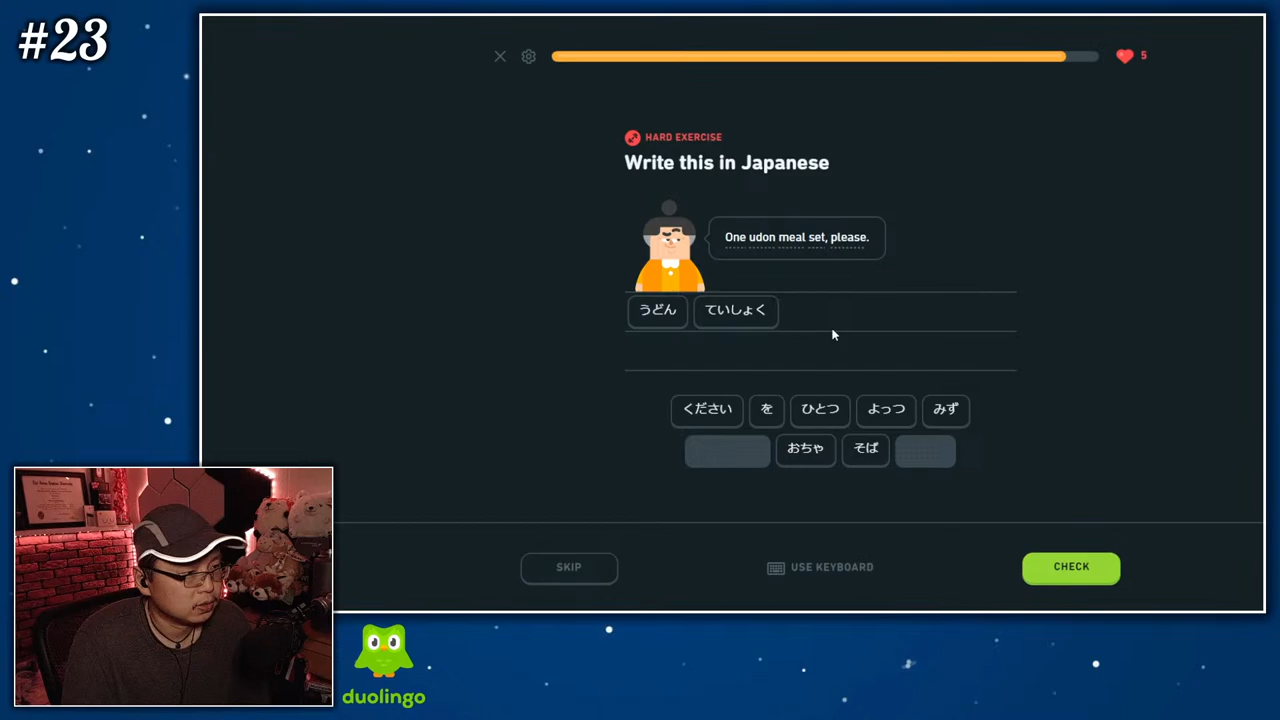 #23
5
HARD EXERCISE
Write this in Japanese
One udon meal set, please.
うどん ていしょく
ください を ひとつ よっつ みず
おちゃ そば
SKIP
USE KEYBOARD
CHECK
duolingo